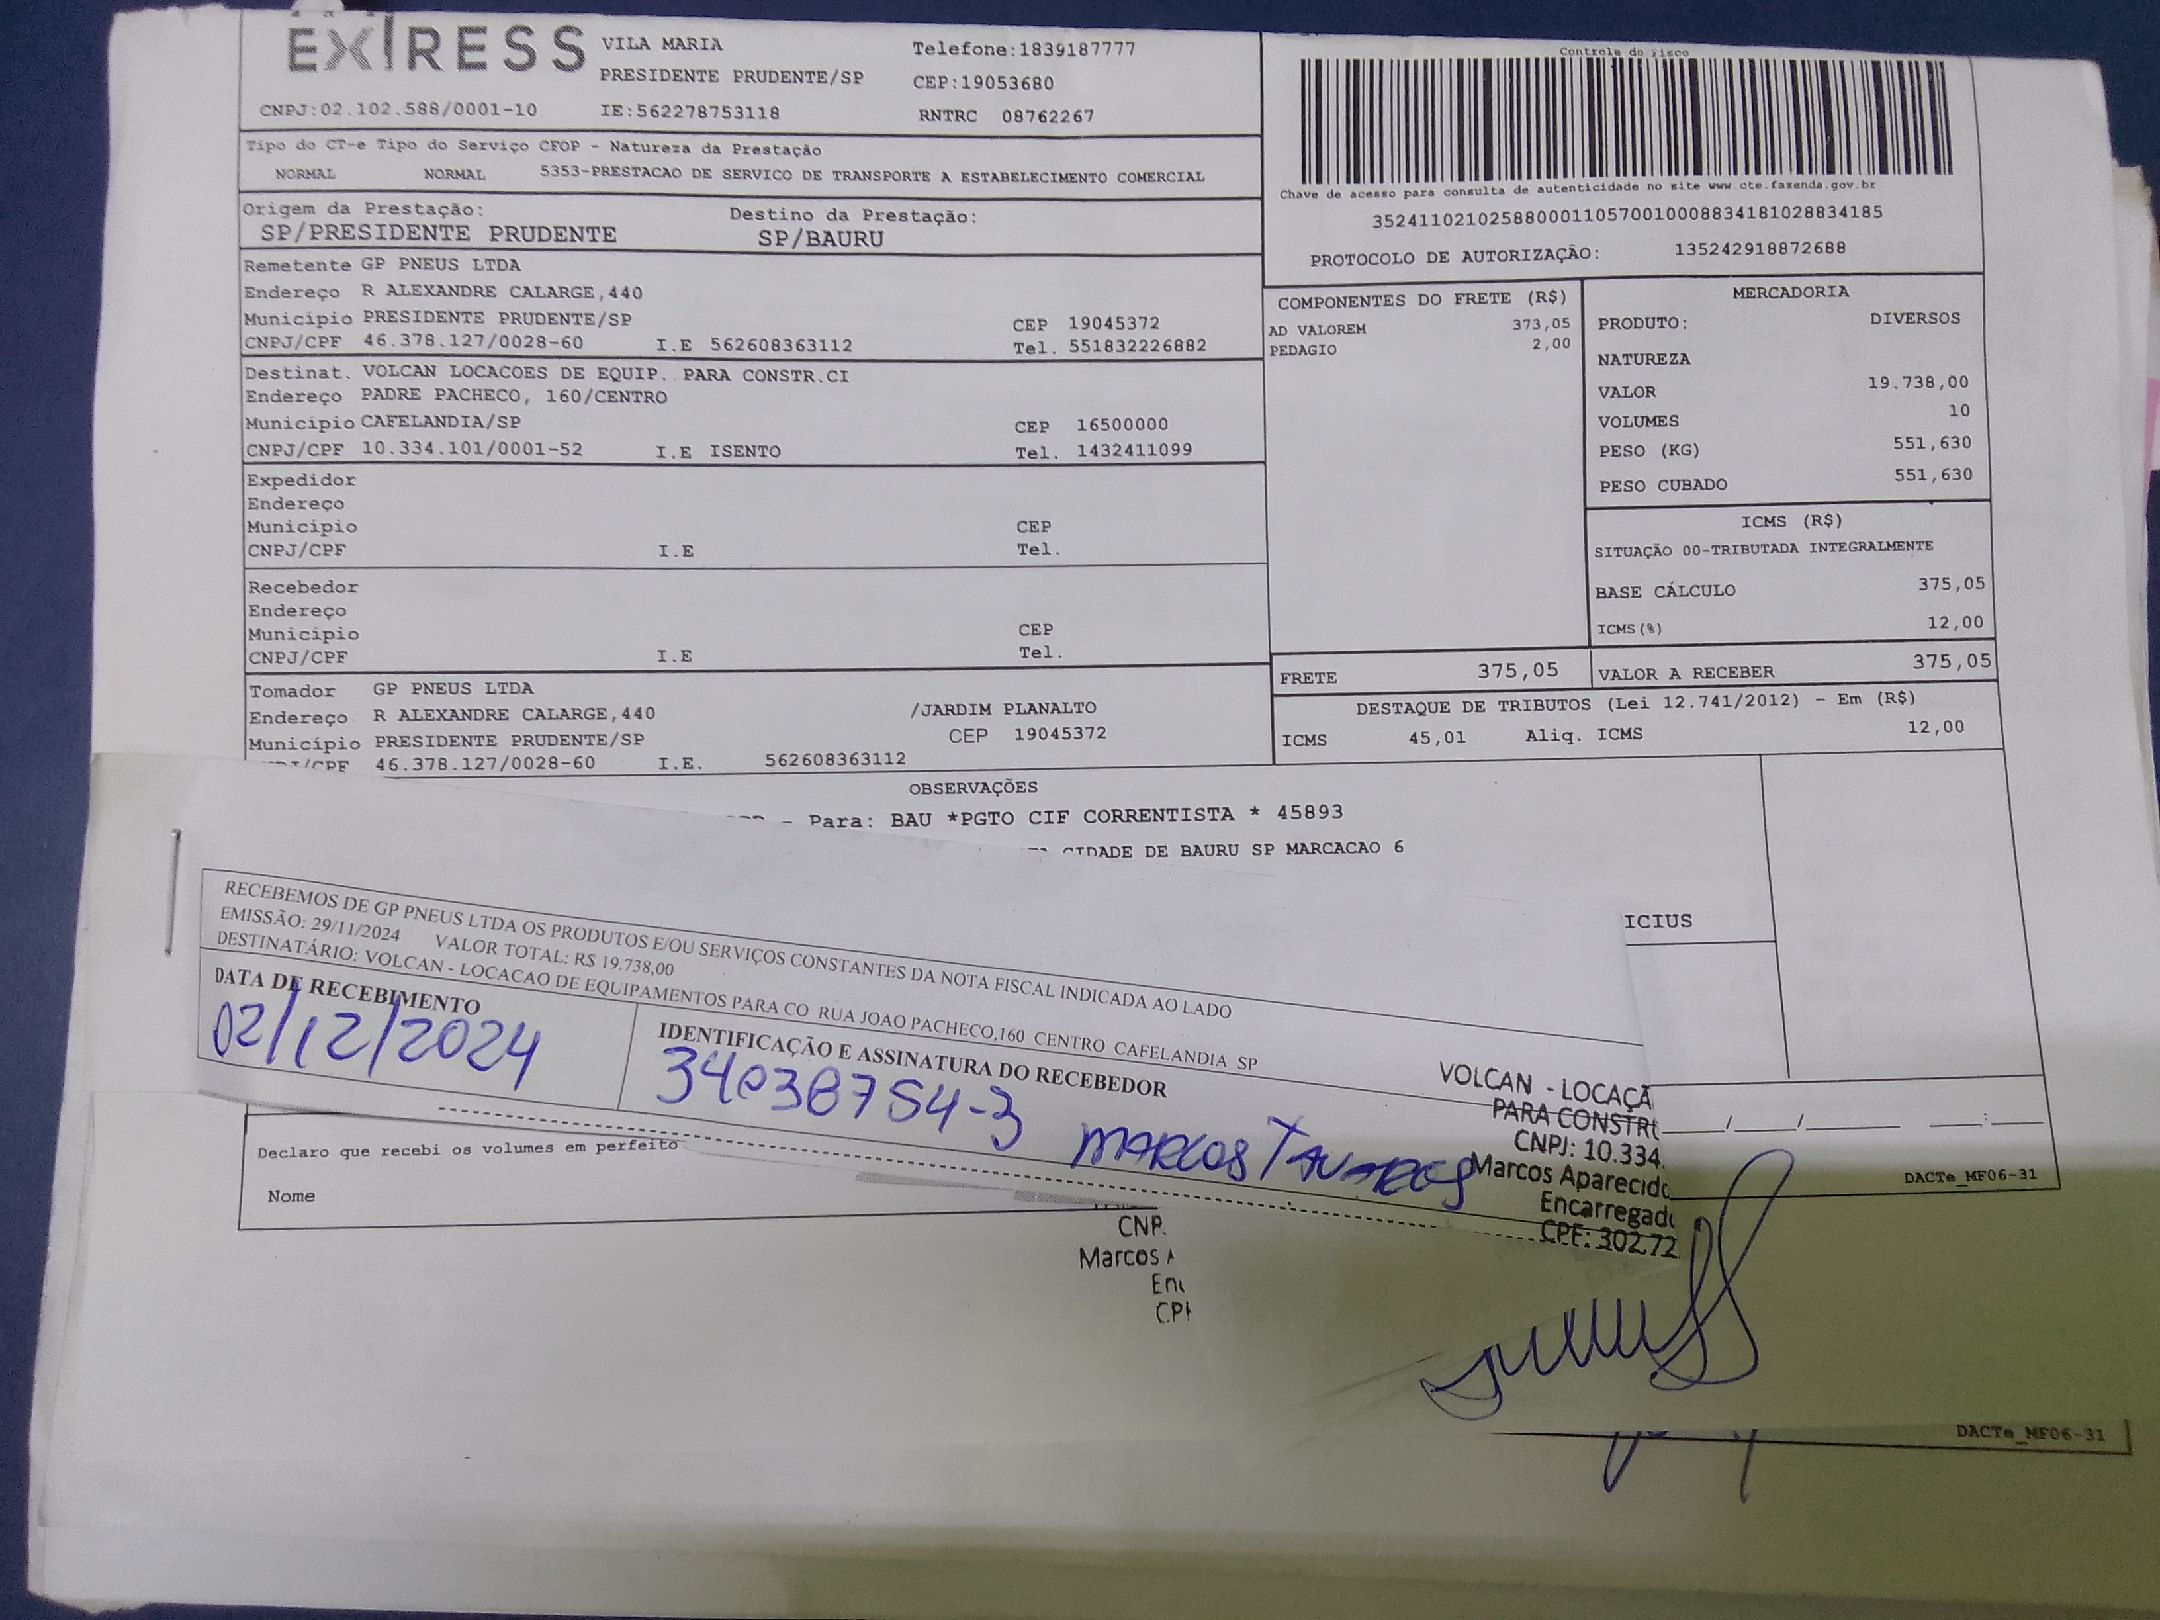 EXPRESS
VILA MARIA
Telefone:1839187777
PRESIDENTE PRUDENTE/SP
CEP:19053680
CNPJ:02.102.588/0001-10 IE:562278753118 RNTRC 08762267
Controle do Fisco
Tipo do CT-e Tipo do Serviço CFOP - Natureza da Prestação
NORMAL NORMAL 5353-PRESTACAO DE SERVICO DE TRANSPORTE A ESTABELECIMENTO COMERCIAL
Chave de acesso para consulta de autenticidade no site www.cte.fazenda.gov.br
35241102102588000110570010008834181028834185
PROTOCOLO DE AUTORIZAÇÃO: 135242918872688
Origem da Prestação: Destino da Prestação:
SP/PRESIDENTE PRUDENTE SP/BAURU
Remetente GP PNEUS LTDA
Endereço R ALEXANDRE CALARGE,440
Município PRESIDENTE PRUDENTE/SP CEP 19045372
CNPJ/CPF 46.378.127/0028-60 I.E 562608363112 Tel. 551832226882
Destinat. VOLCAN LOCACOES DE EQUIP. PARA CONSTR.CI
Endereço PADRE PACHECO, 160/CENTRO
Município CAFELANDIA/SP CEP 16500000
CNPJ/CPF 10.334.101/0001-52 I.E ISENTO Tel. 1432411099
Expedidor
Endereço
Município CEP
CNPJ/CPF I.E Tel.
Recebedor
Endereço
Município CEP
CNPJ/CPF I.E Tel.
Tomador GP PNEUS LTDA
Endereço R ALEXANDRE CALARGE,440 /JARDIM PLANALTO
Município PRESIDENTE PRUDENTE/SP CEP 19045372
46.378.127/0028-60 I.E. 562608363112
COMPONENTES DO FRETE (R$)
AD VALOREM 373,05
PEDAGIO 2,00
MERCADORIA
PRODUTO: DIVERSOS
NATUREZA
VALOR 19.738,00
VOLUMES 10
PESO (KG) 551,630
PESO CUBADO 551,630
ICMS (R$)
SITUAÇÃO 00-TRIBUTADA INTEGRALMENTE
BASE CÁLCULO 375,05
ICMS(%) 12,00
FRETE 375,05 VALOR A RECEBER 375,05
DESTAQUE DE TRIBUTOS (Lei 12.741/2012) - Em (R$)
ICMS 45,01 Aliq. ICMS 12,00
OBSERVAÇÕES
- Para: BAU *PGTO CIF CORRENTISTA * 45893
CIDADE DE BAURU SP MARCACAO 6
ICIUS
RECEBEMOS DE GP PNEUS LTDA OS PRODUTOS E/OU SERVIÇOS CONSTANTES DA NOTA FISCAL INDICADA AO LADO
EMISSÃO: 29/11/2024 VALOR TOTAL: R$ 19.738,00
DESTINATÁRIO: VOLCAN - LOCACAO DE EQUIPAMENTOS PARA CO RUA JOAO PACHECO,160 CENTRO CAFELANDIA SP
DATA DE RECEBIMENTO
02/12/2024
IDENTIFICAÇÃO E ASSINATURA DO RECEBEDOR
34038754-3 MARCOS TAVARES
VOLCAN - LOCAÇÃ
PARA CONSTRU
CNPJ: 10.334.
Marcos Aparecido
Encarregado
CPF: 302.72
Declaro que recebi os volumes em perfeito
Nome
DACTe_MF06-31
CNP.
Marcos A
Enc
CPF
DACTe_MF06-31